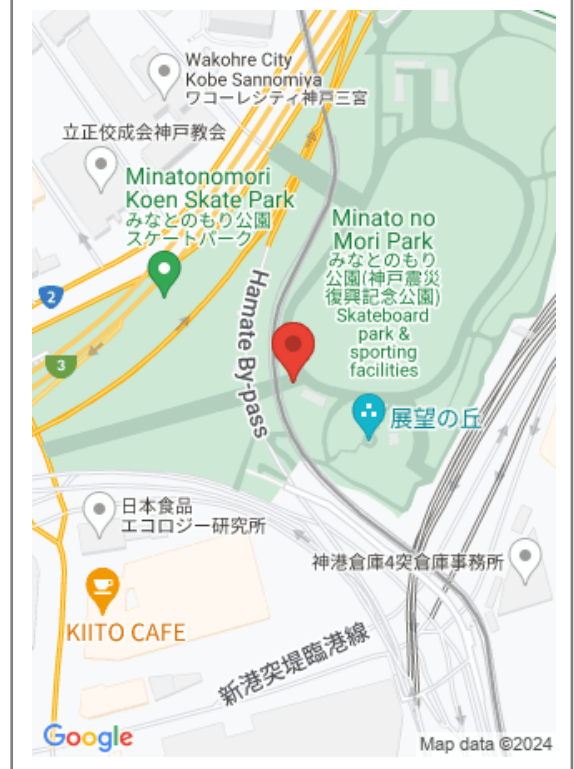 Wakohre City
Kobe Sannomiya
ワコーレシティ神戸三宮
立正佼成会神戸教会
Minatonomori
Koen Skate Park
みなとのもり公園
スケートパーク
Minato no
Mori Park
みなとのもり
公園(神戸震災
復興記念公園)
Skateboard
park &
sporting
facilities
2
Hamate By-pass
3
展望の丘
日本食品
エコロジー研究所
神港倉庫4突倉庫事務所
KIITO CAFE
新港突堤臨港線
Google
Map data ©2024